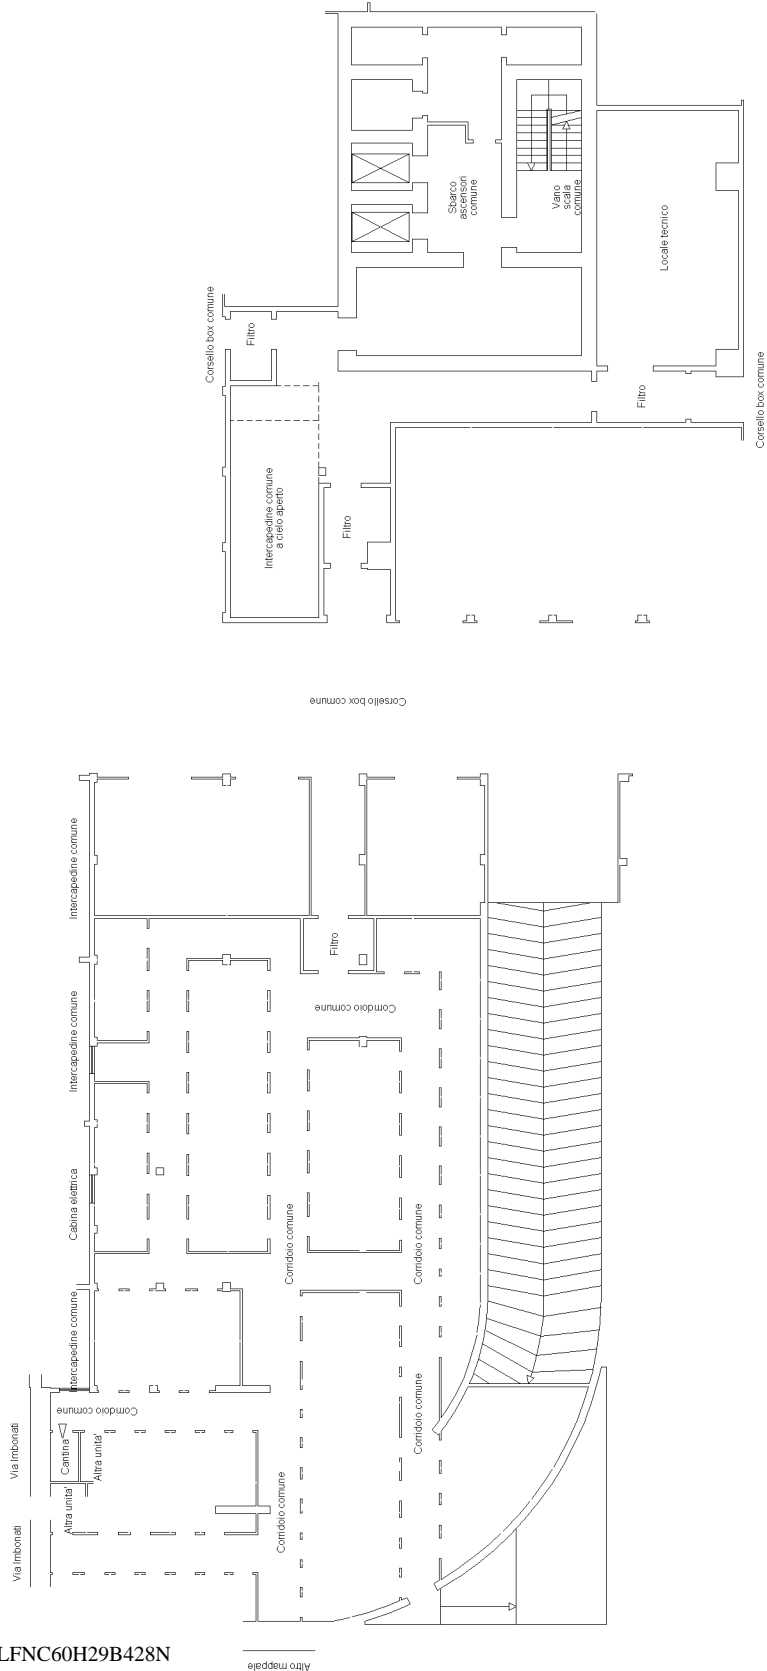 Corsello box comune
Filtro
Sbarco
ascensori
comune
Vano
scala
comune
Locale tecnico
Intercapedine comune
a cielo aperto
Filtro
Filtro
Corsello box comune
Corsello box comune
Intercapedine comune
Filtro
Corridoio comune
Intercapedine comune
Cabina elettrica
Corridoio comune
Corridoio comune
Intercapedine comune
Corridoio comune
Corridoio comune
Via Imbonati
Cantina
Altra unita'
Altra unita'
Via Imbonati
Corridoio comune
LFNC60H29B428N
Altro mappale